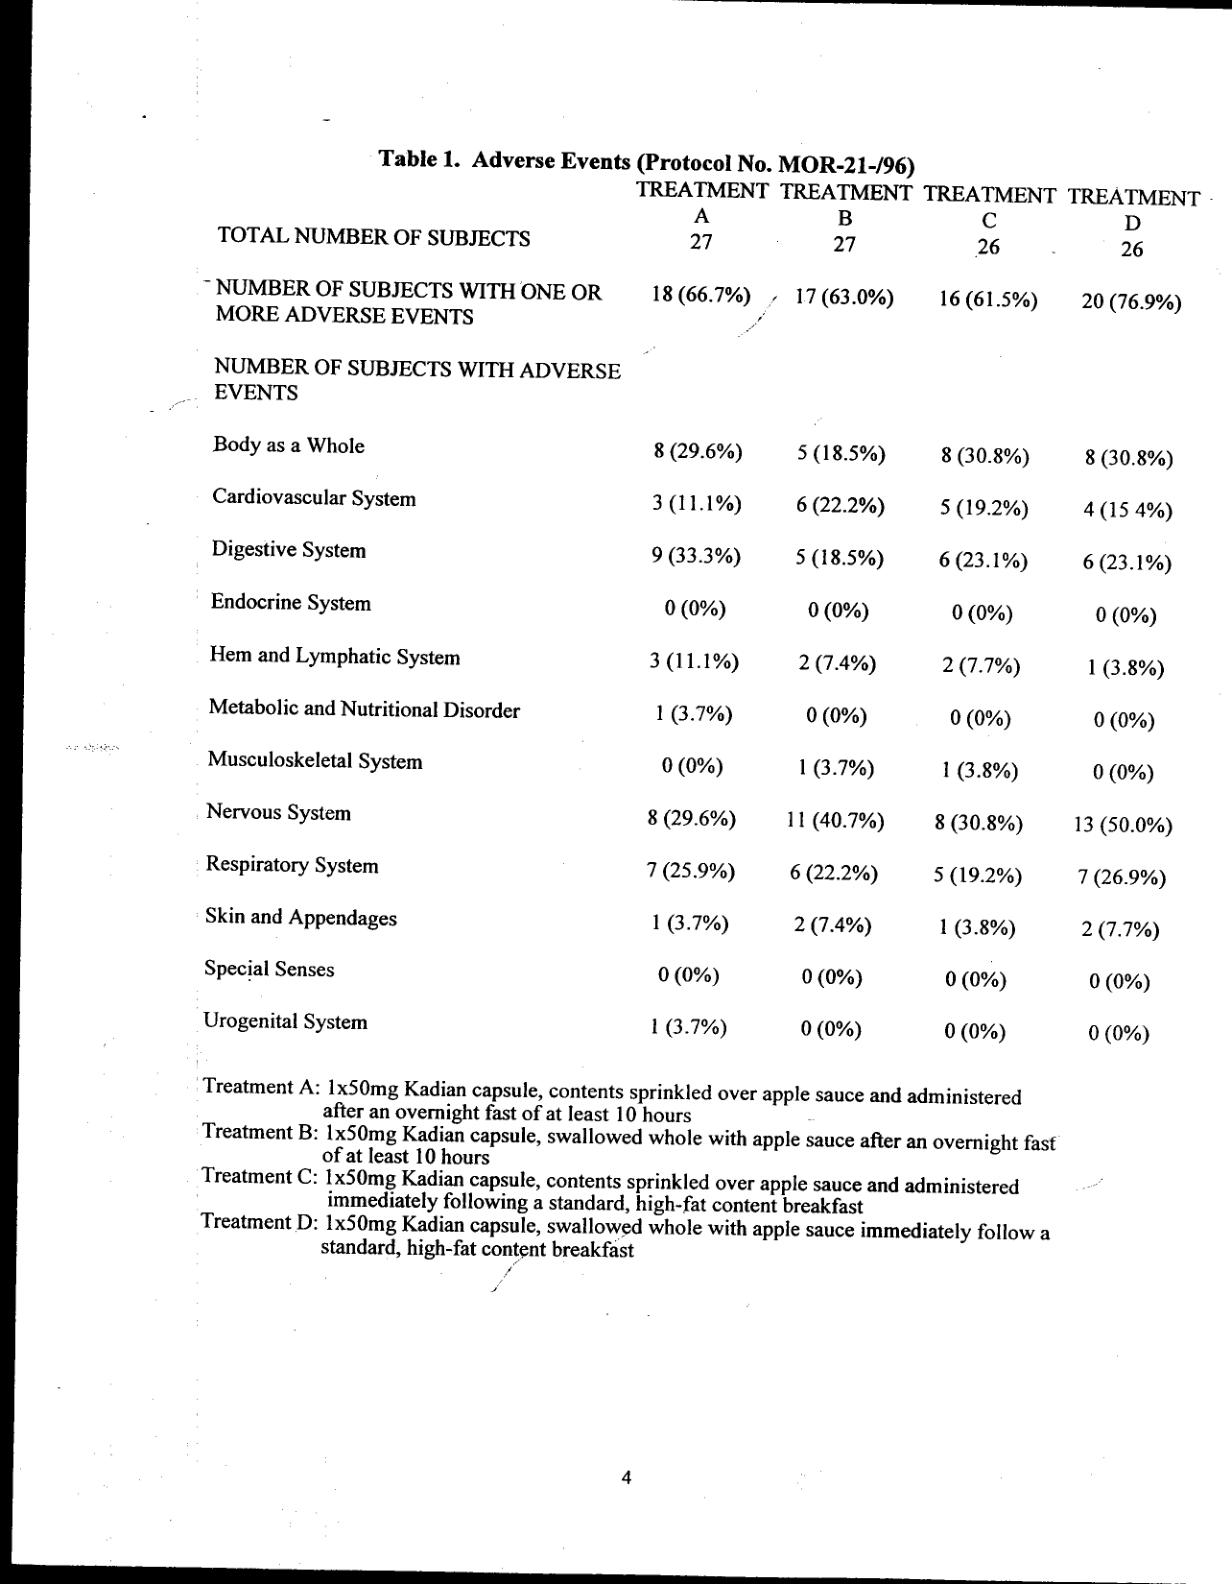 Table 1. Adverse Events (Protocol No. MOR-21-/96)
TREATMENT TREATMENT TREATMENT TREATMENT
A B C D
TOTAL NUMBER OF SUBJECTS 27 27 26 26
NUMBER OF SUBJECTS WITH ONE OR 18 (66.7%) 17 (63.0%) 16 (61.5%) 20 (76.9%)
MORE ADVERSE EVENTS
NUMBER OF SUBJECTS WITH ADVERSE
EVENTS
Body as a Whole 8 (29.6%) 5 (18.5%) 8 (30.8%) 8 (30.8%)
Cardiovascular System 3 (11.1%) 6 (22.2%) 5 (19.2%) 4 (15 4%)
Digestive System 9 (33.3%) 5 (18.5%) 6 (23.1%) 6 (23.1%)
Endocrine System 0 (0%) 0 (0%) 0 (0%) 0 (0%)
Hem and Lymphatic System 3 (11.1%) 2 (7.4%) 2 (7.7%) 1 (3.8%)
Metabolic and Nutritional Disorder 1 (3.7%) 0 (0%) 0 (0%) 0 (0%)
Musculoskeletal System 0 (0%) 1 (3.7%) 1 (3.8%) 0 (0%)
Nervous System 8 (29.6%) 11 (40.7%) 8 (30.8%) 13 (50.0%)
Respiratory System 7 (25.9%) 6 (22.2%) 5 (19.2%) 7 (26.9%)
Skin and Appendages 1 (3.7%) 2 (7.4%) 1 (3.8%) 2 (7.7%)
Special Senses 0 (0%) 0 (0%) 0 (0%) 0 (0%)
Urogenital System 1 (3.7%) 0 (0%) 0 (0%) 0 (0%)
Treatment A: 1x50mg Kadian capsule, contents sprinkled over apple sauce and administered
after an overnight fast of at least 10 hours
Treatment B: 1x50mg Kadian capsule, swallowed whole with apple sauce after an overnight fast
of at least 10 hours
Treatment C: 1x50mg Kadian capsule, contents sprinkled over apple sauce and administered
immediately following a standard, high-fat content breakfast
Treatment D: 1x50mg Kadian capsule, swallowed whole with apple sauce immediately follow a
standard, high-fat content breakfast
4